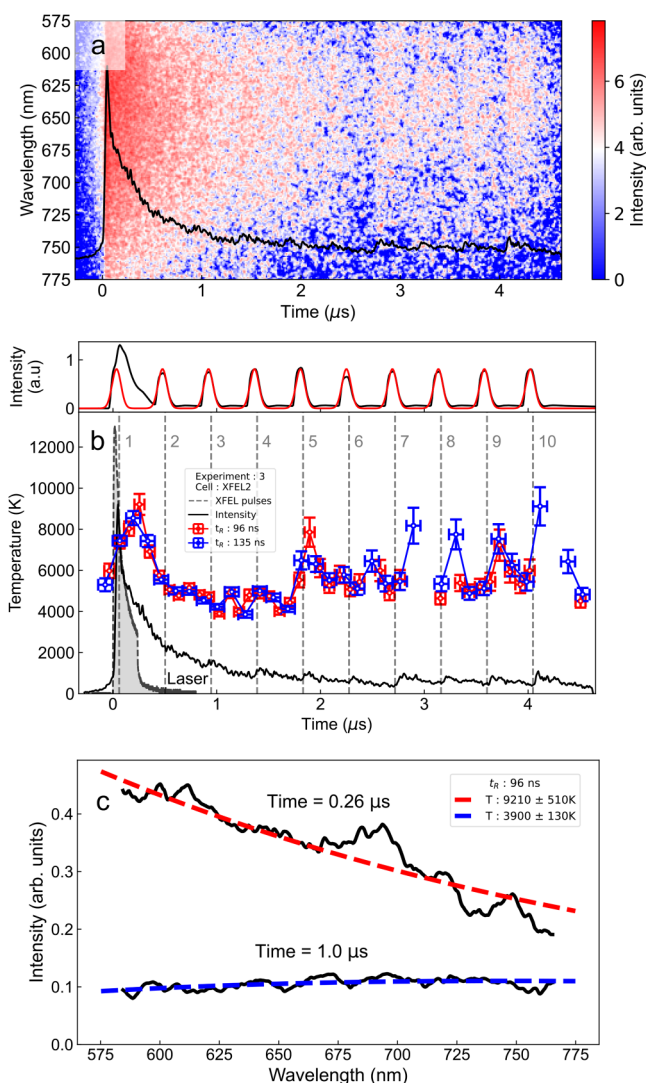 575
600
625
650
675
700
725
750
775
a
Wavelength (nm)
0
1
2
3
4
Time (μs)
6
4
2
0
Intensity (arb. units)
1
0
Intensity
(a.u)
b
1
2
3
4
5
6
7
8
9
10
12000
10000
8000
6000
4000
2000
0
Temperature (K)
Experiment : 3
Cell : XFEL2
XFEL pulses
Intensity
tR : 96 ns
tR : 135 ns
Laser
0
1
2
3
4
Time (μs)
c
0.4
0.3
0.2
0.1
0.0
Intensity (arb. units)
Time = 0.26 μs
tR : 96 ns
T : 9210 ± 510K
T : 3900 ± 130K
Time = 1.0 μs
575
600
625
650
675
700
725
750
775
Wavelength (nm)